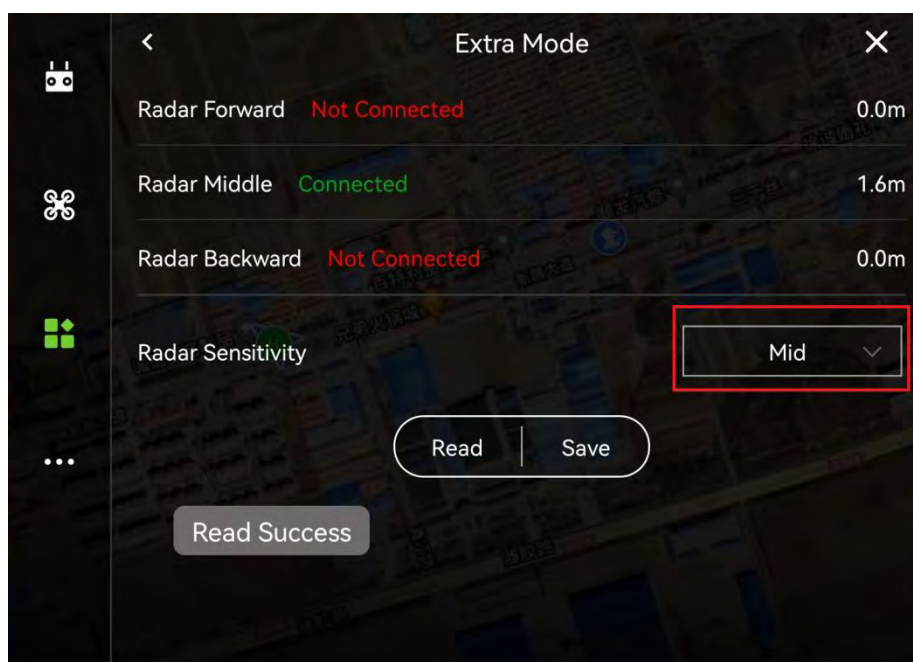 Extra Mode
Radar Forward Not Connected 0.0m
Radar Middle Connected 1.6m
Radar Backward Not Connected 0.0m
Radar Sensitivity Mid
Read Save
Read Success